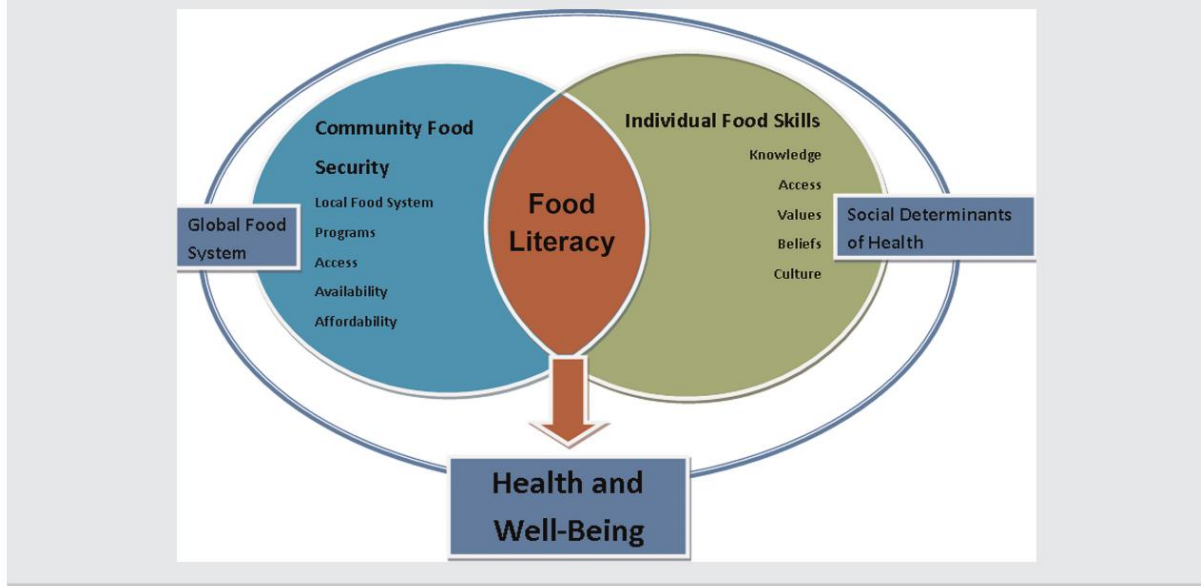 Community Food
Security
Local Food System
Programs
Access
Availability
Affordability
Food
Literacy
Individual Food Skills
Knowledge
Access
Values
Beliefs
Culture
Global Food
System
Social Determinants
of Health
Health and
Well-Being